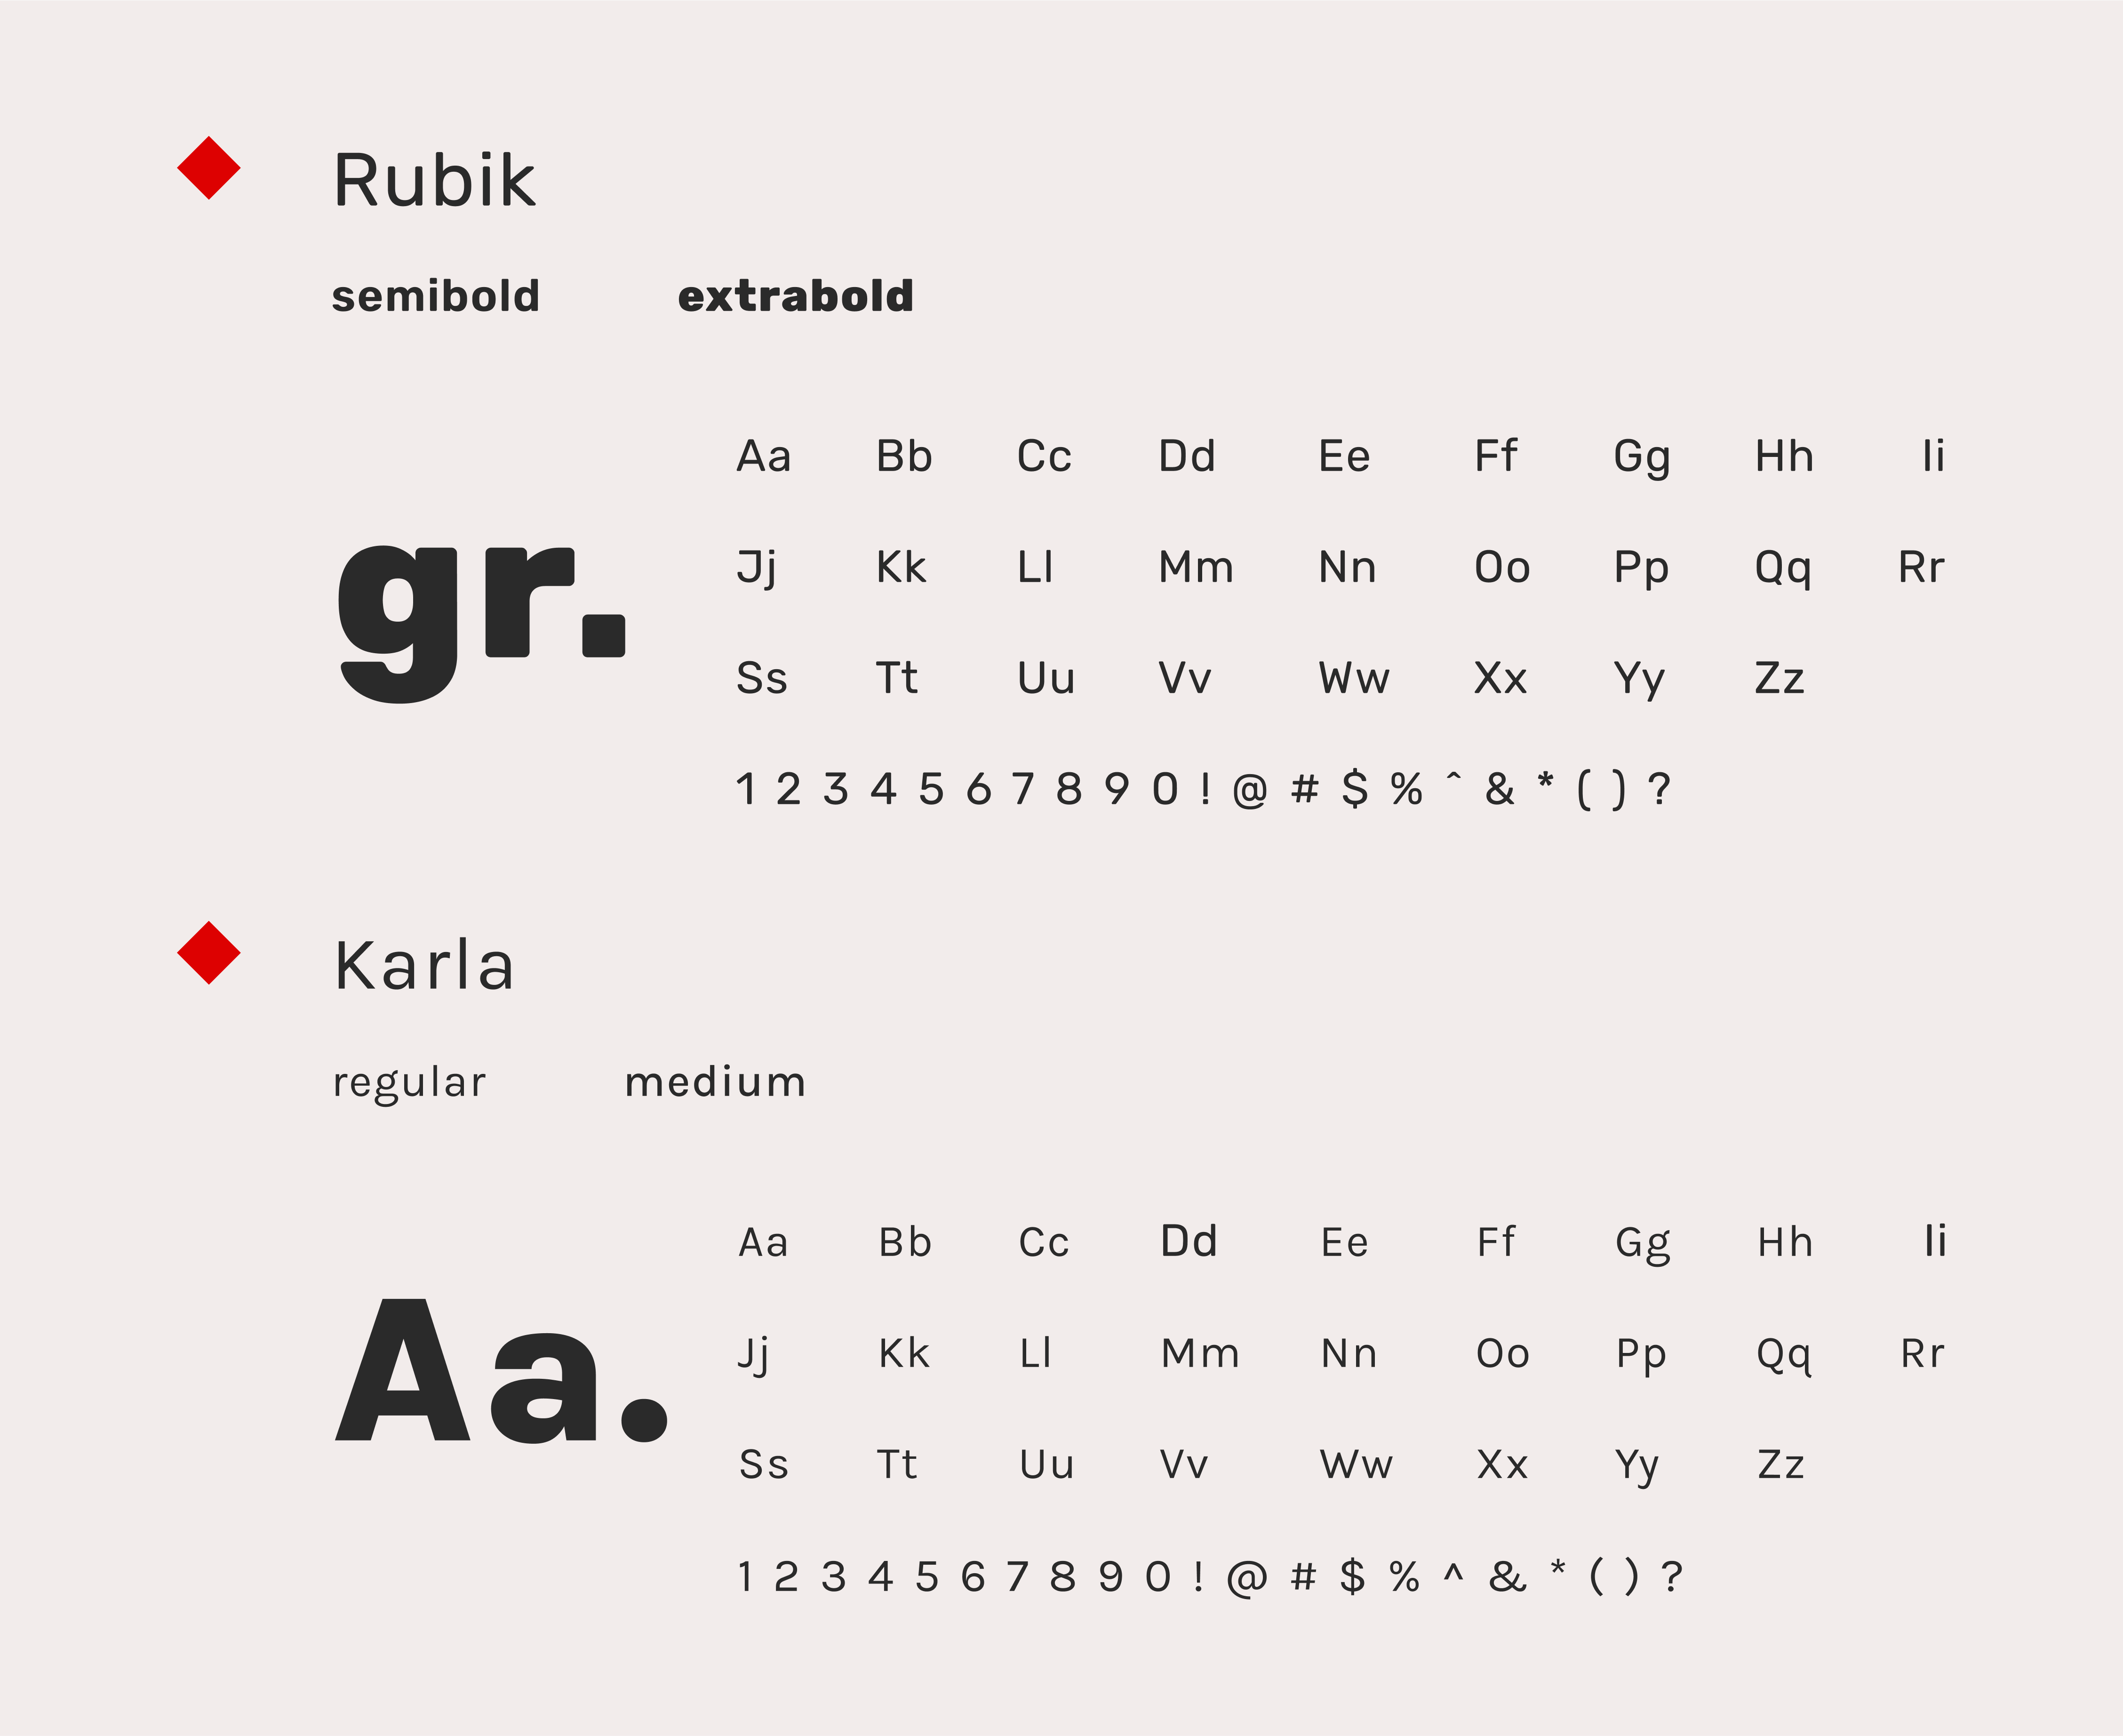 Rubik
semibold extrabold
gr.
Aa Bb Cc Dd Ee Ff Gg Hh Ii
Jj Kk Ll Mm Nn Oo Pp Qq Rr
Ss Tt Uu Vv Ww Xx Yy Zz
1 2 3 4 5 6 7 8 9 0 ! @ # $ % ^ & * ( ) ?
Karla
regular medium
Aa.
Aa Bb Cc Dd Ee Ff Gg Hh Ii
Jj Kk Ll Mm Nn Oo Pp Qq Rr
Ss Tt Uu Vv Ww Xx Yy Zz
1 2 3 4 5 6 7 8 9 0 ! @ # $ % ^ & * ( ) ?